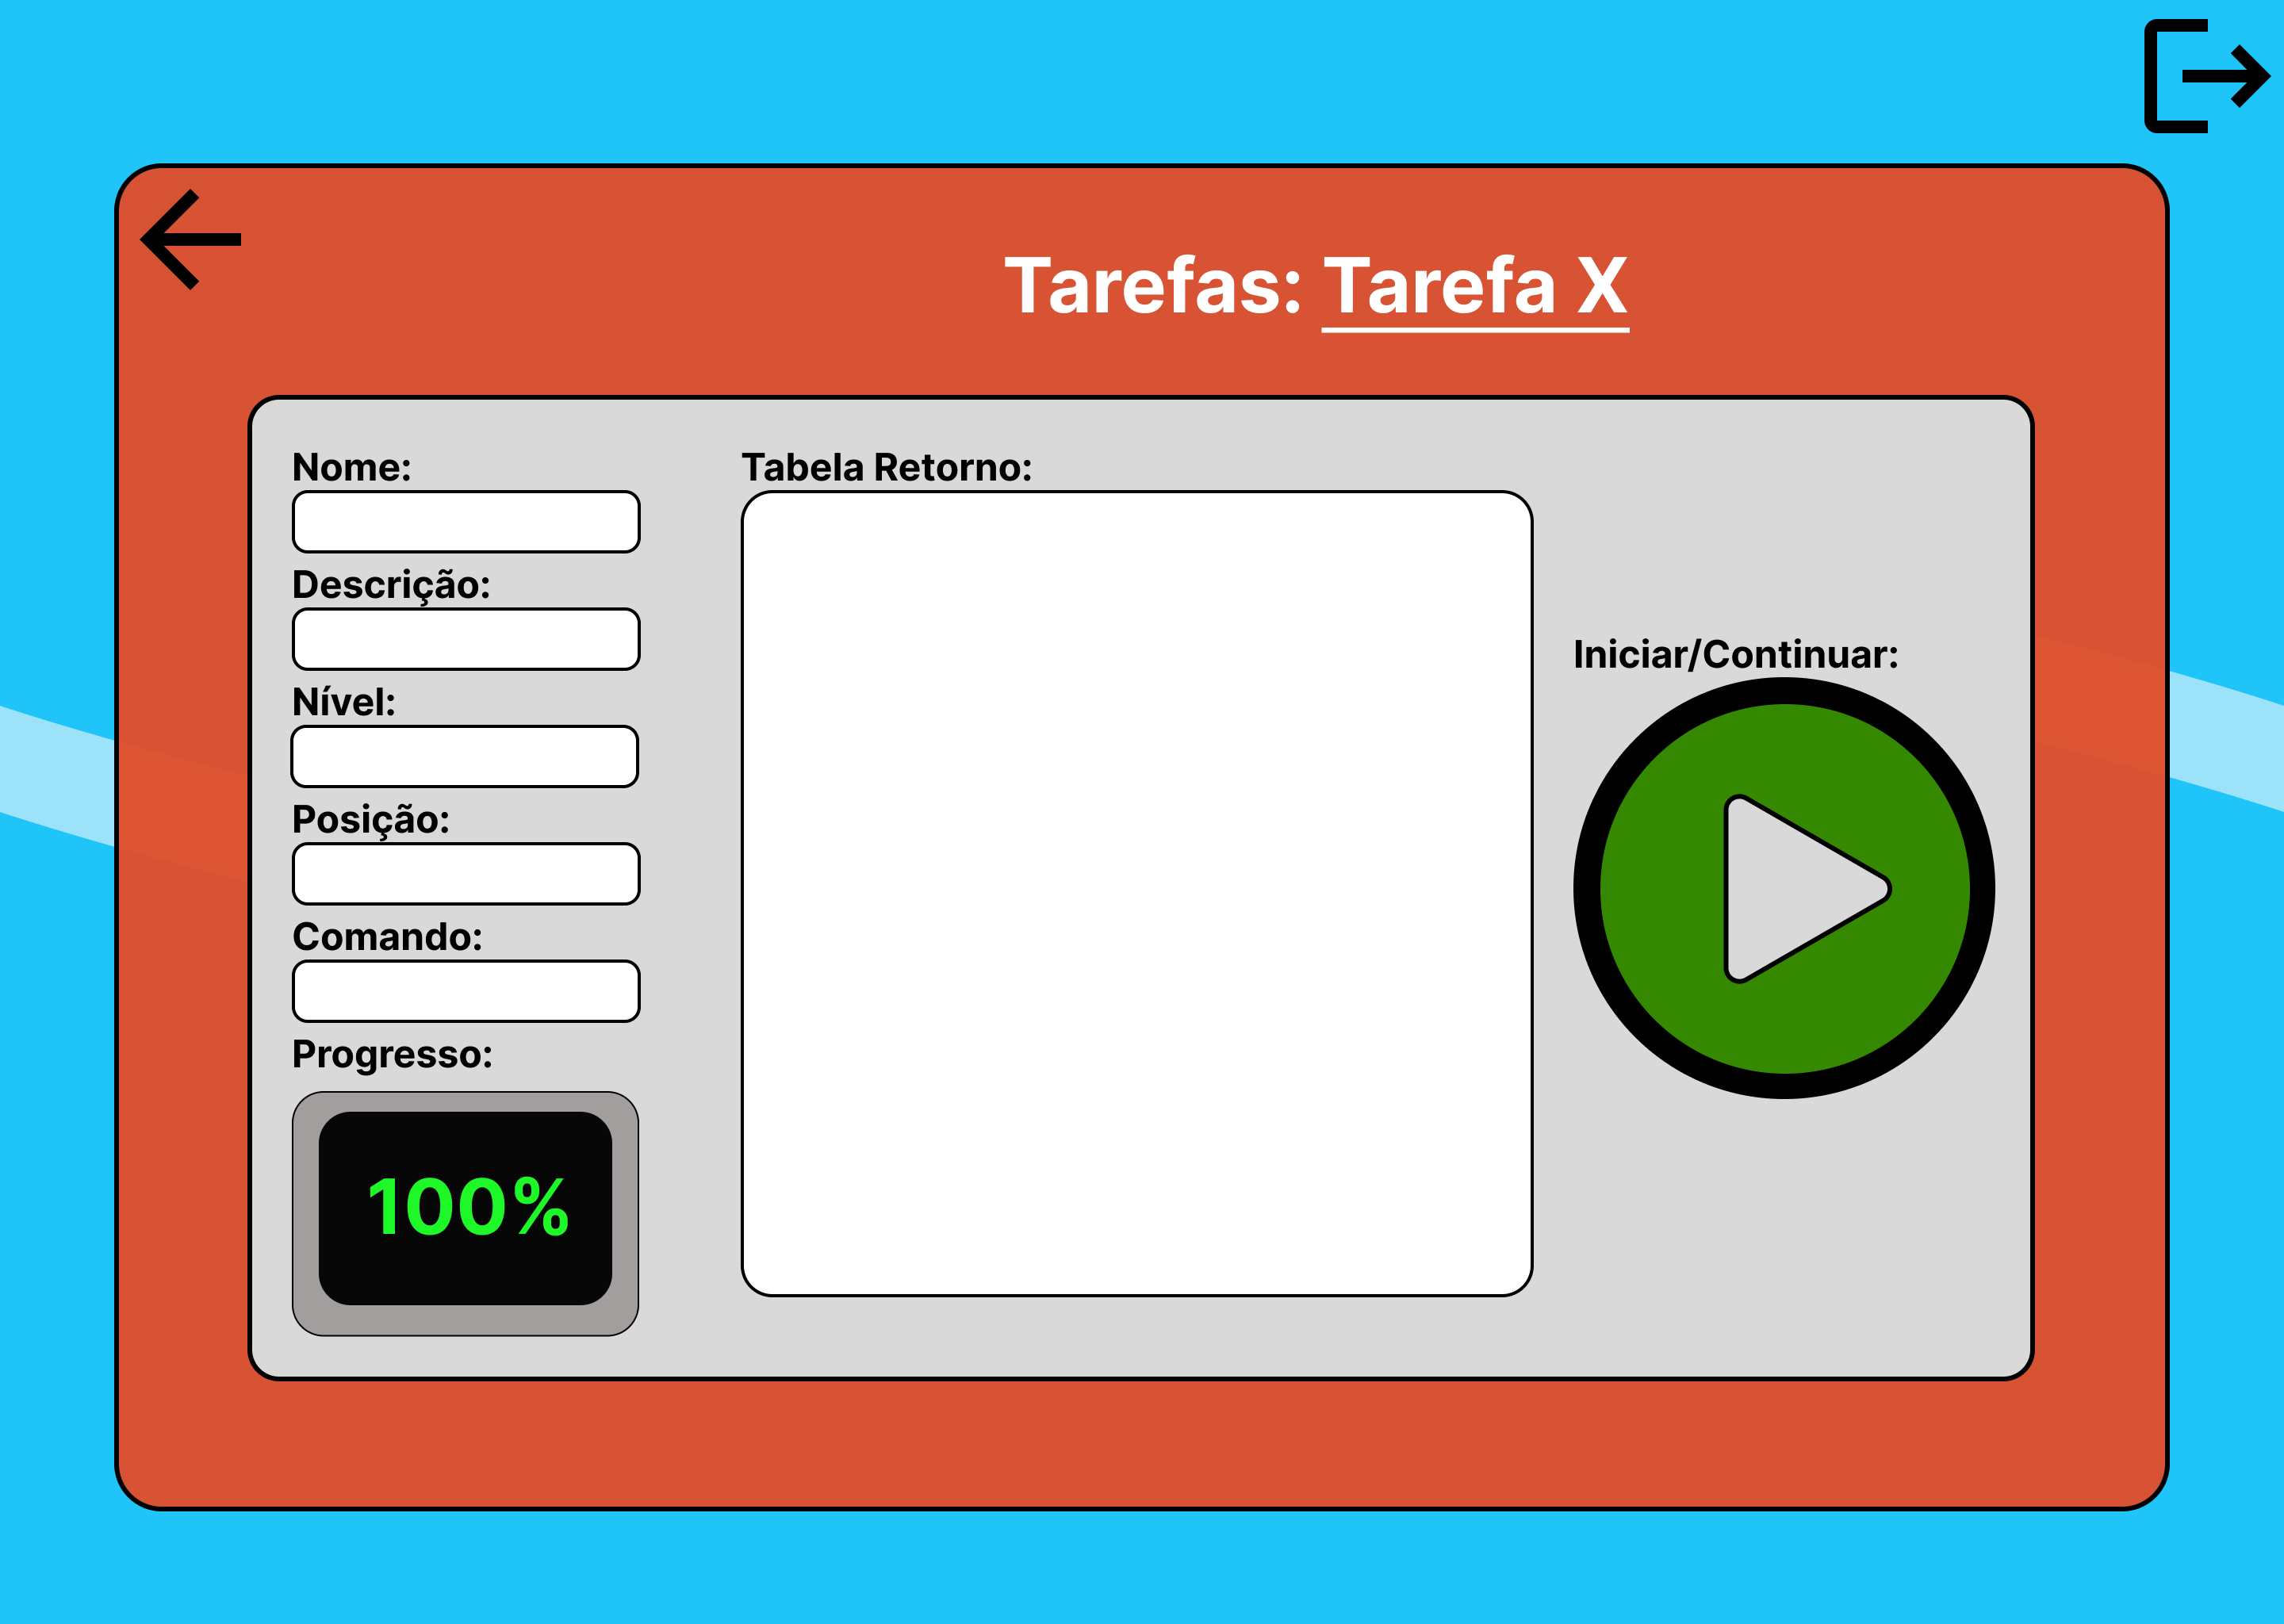 Tarefas: Tarefa X
Nome:
Descrição:
Nível:
Posição:
Comando:
Progresso:
100%
Tabela Retorno:
Iniciar/Continuar: